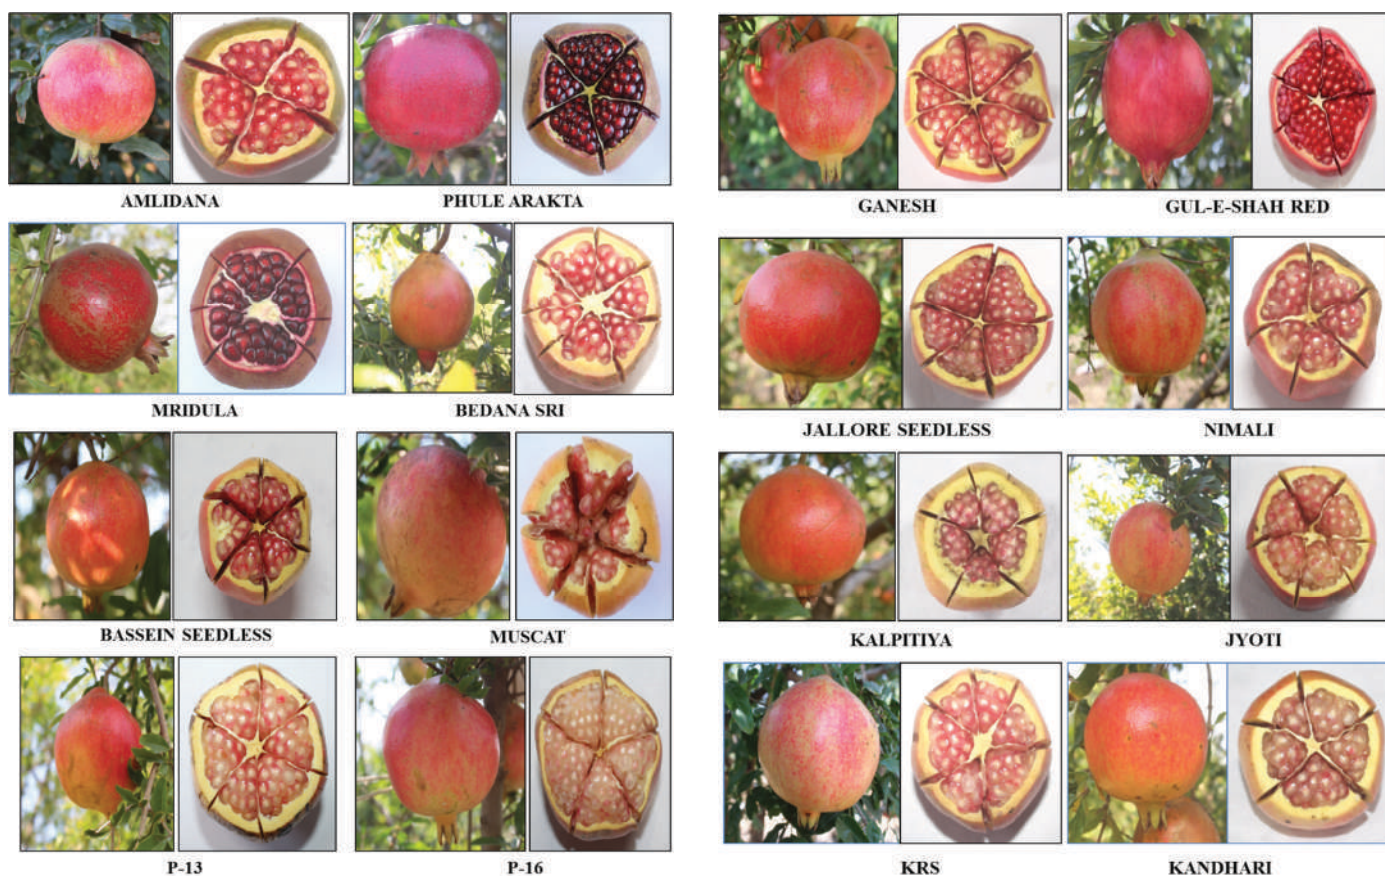 AMLIDANA
PHULE ARAKTA
GANESH
GUL-E-SHAH RED
MRIDULA
BEDANA SRI
JALLORE SEEDLESS
NIMALI
BASSEIN SEEDLESS
MUSCAT
KALPITIYA
JYOTI
P-13
P-16
KRS
KANDHARI